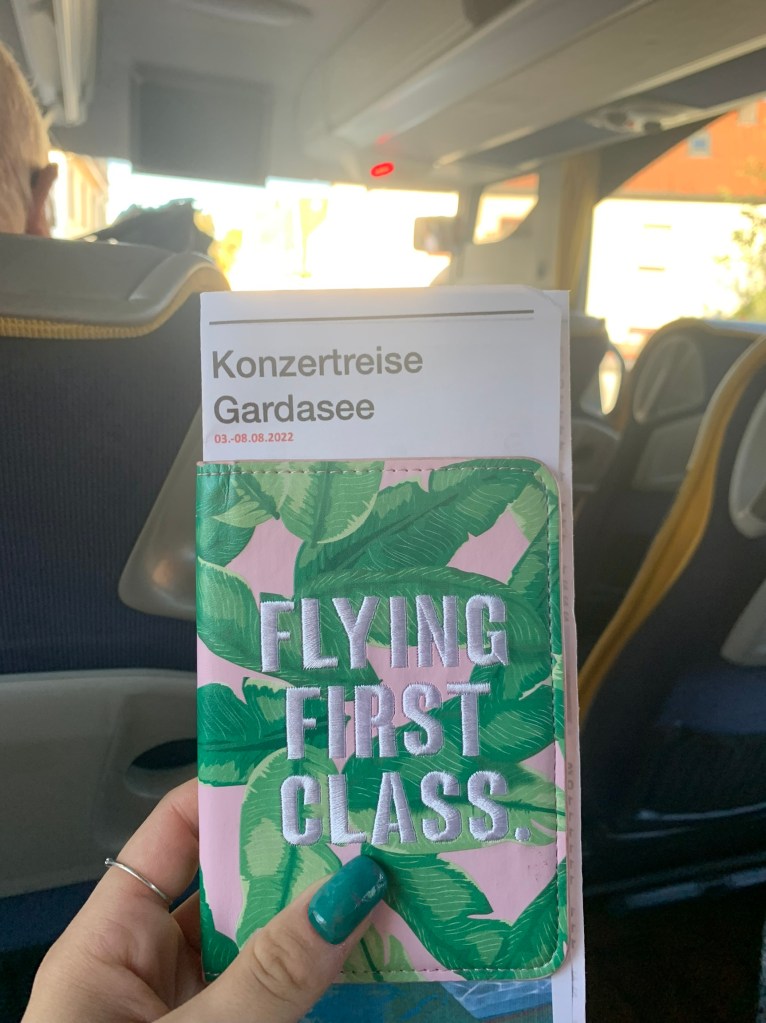 Konzertreise
Gardasee
03.-08.08.2022
FLYING
FIRST
CLASS.